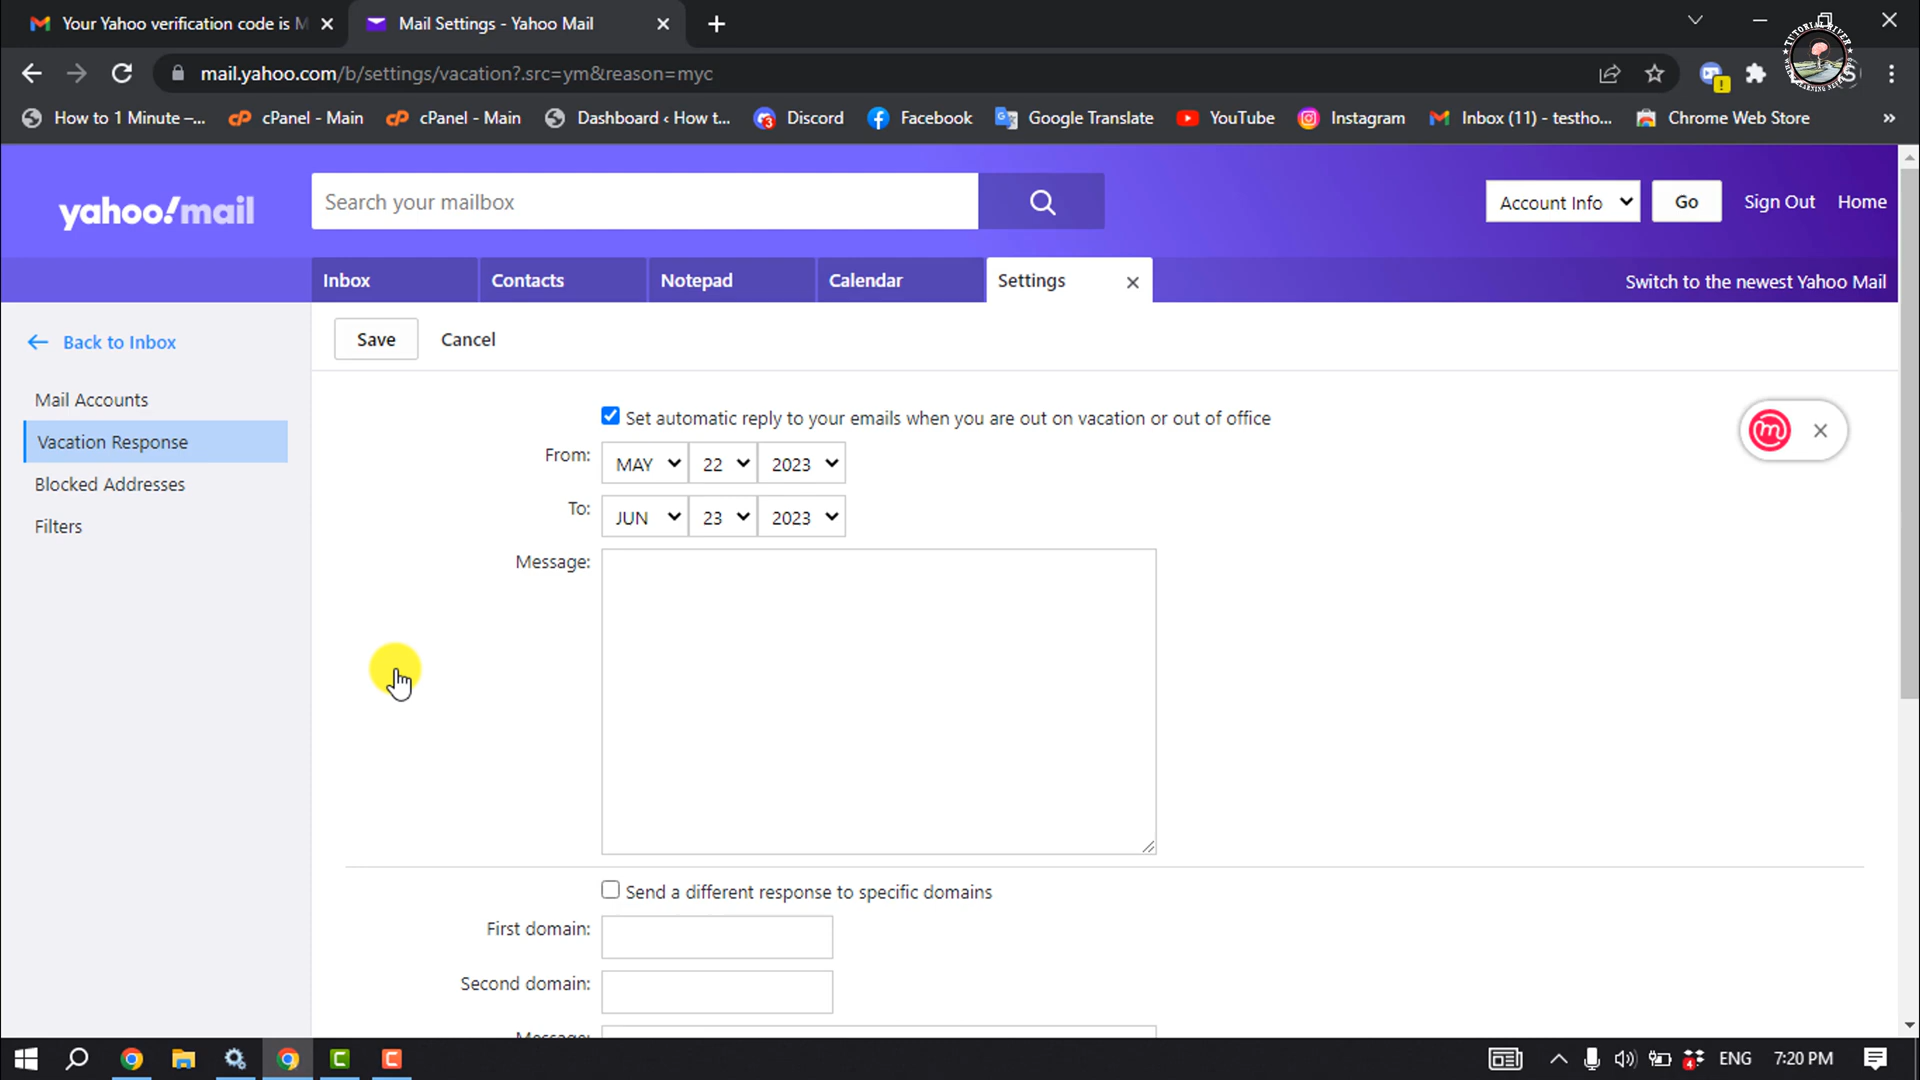 Your Yahoo verification code is M
Mail Settings - Yahoo Mail
mail.yahoo.com/b/settings/vacation?.src=ym&reason=myc
TUTORIAL RIVER
How to 1 Minute –...
cPanel - Main
cPanel - Main
Dashboard ‹ How t...
Discord
Facebook
Google Translate
YouTube
Instagram
Inbox (11) - testho...
Chrome Web Store
»
yahoo!mail
Search your mailbox
Account Info
Go
Sign Out
Home
Inbox
Contacts
Notepad
Calendar
Settings
Switch to the newest Yahoo Mail
Back to Inbox
Save
Cancel
Mail Accounts
Vacation Response
Blocked Addresses
Filters
Set automatic reply to your emails when you are out on vacation or out of office
From:
MAY
22
2023
To:
JUN
23
2023
Message:
Send a different response to specific domains
First domain:
Second domain:
ENG
7:20 PM